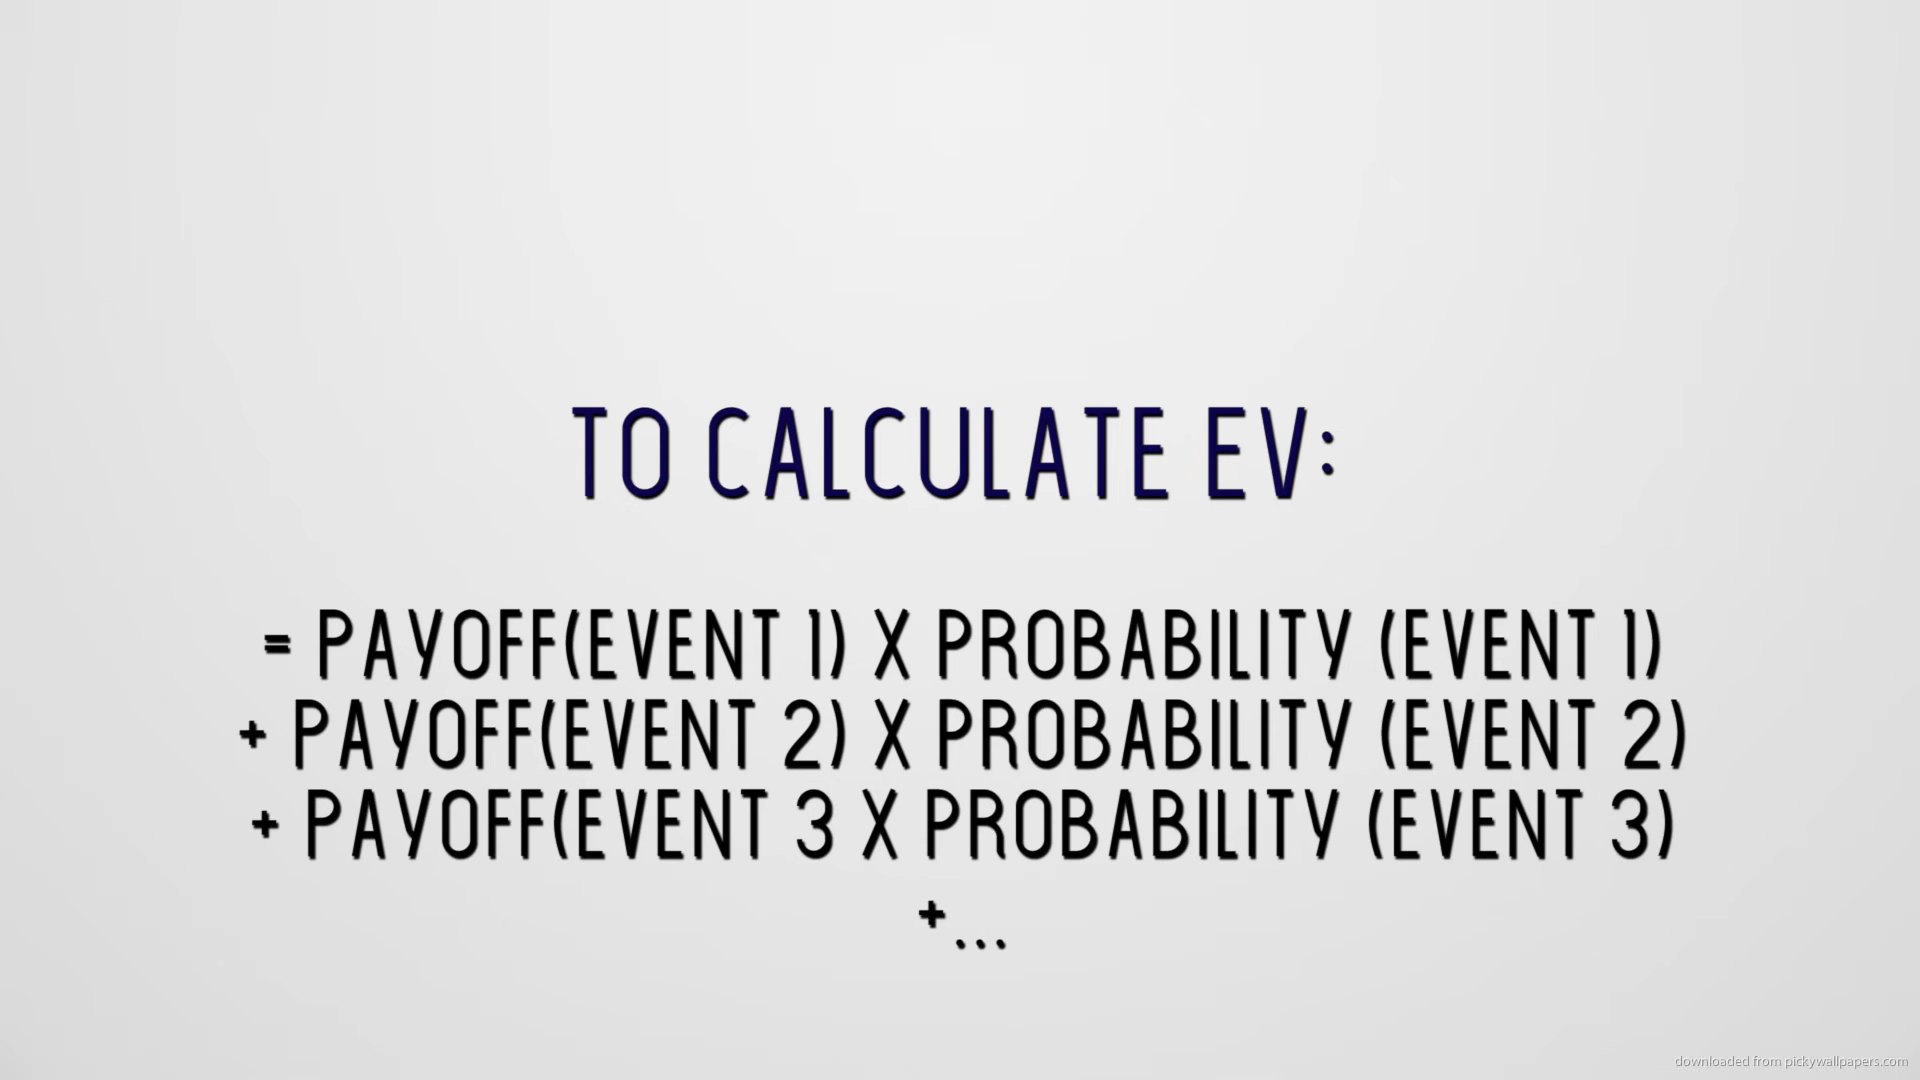 TO CALCULATE EV:
= PAYOFF(EVENT 1) X PROBABILITY (EVENT 1)
+ PAYOFF(EVENT 2) X PROBABILITY (EVENT 2)
+ PAYOFF(EVENT 3 X PROBABILITY (EVENT 3)
+...
downloaded from pickywallpapers.com